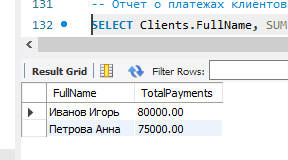 131
-- Отчет о платежах клиентов
132
SELECT Clients.FullName, SUM
Result Grid
Filter Rows:
FullName TotalPayments
Иванов Игорь 80000.00
Петрова Анна 75000.00